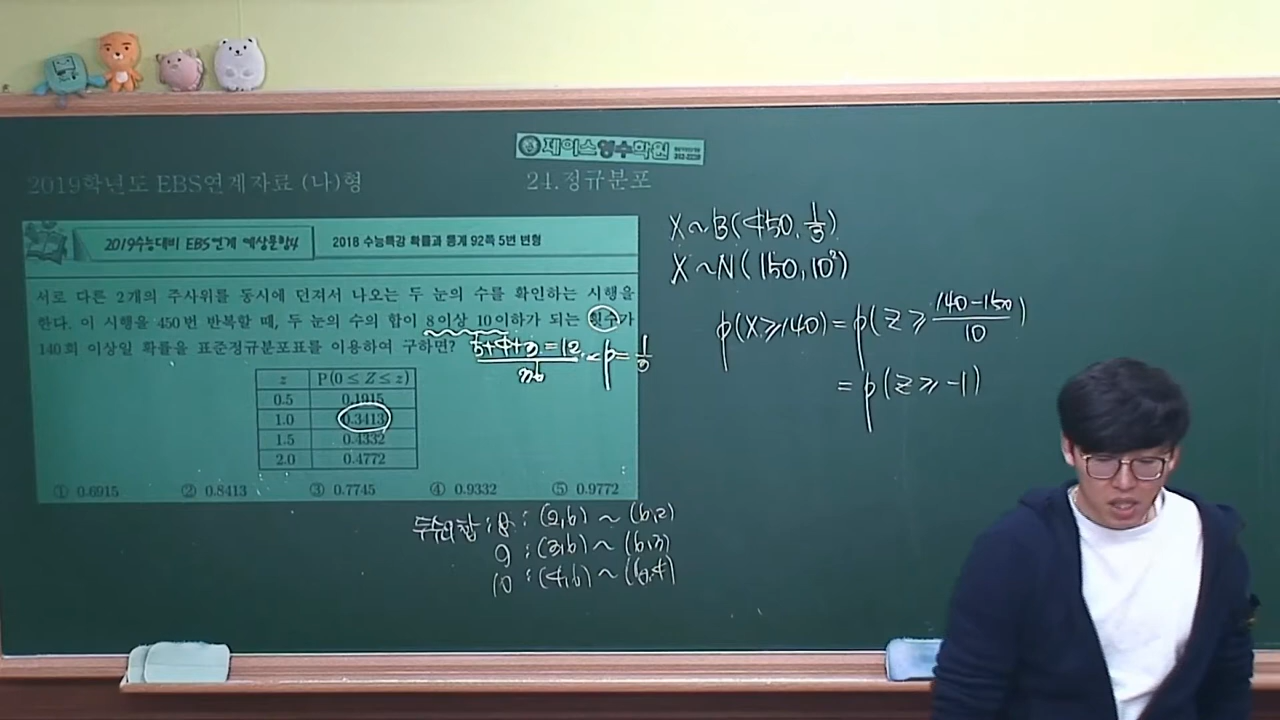 제이스영수학원
2019학년도 EBS연계자료 (나)형
24.정규분포
2019수능대비 EBS연계 예상문항4
2018 수능특강 확률과 통계 92쪽 5번 변형
서로 다른 2개의 주사위를 동시에 던져서 나오는 두 눈의 수를 확인하는 시행을
한다. 이 시행을 450번 반복할 때, 두 눈의 수의 합이 8이상 10이하가 되는 횟수가
140회 이상일 확률을 표준정규분포표를 이용하여 구하면?
5+4+3=12
36
p=1/3
z P(0≤Z≤z)
0.5 0.1915
1.0 0.3413
1.5 0.4332
2.0 0.4772
① 0.6915 ② 0.8413 ③ 0.7745 ④ 0.9332 ⑤ 0.9772
두수의합 : 8 : (2,6) ~ (6,2)
9 : (3,6) ~ (6,3)
10 : (4,6) ~ (6,4)
X~B(450, 1/3)
X~N(150, 10²)
p(X≥140)=p(Z≥ 140-150/10)
=p(Z≥-1)